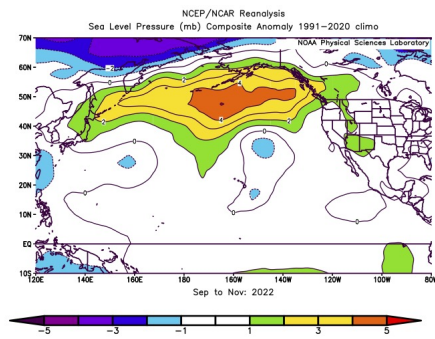 NCEP/NCAR Reanalysis
Sea Level Pressure (mb) Composite Anomaly 1991–2020 climo
NOAA Physical Sciences Laboratory
70N
60N
50N
40N
30N
20N
10N
EQ
10S
120E 140E 160E 180 160W 140W 120W 100W 80W
Sep to Nov: 2022
-5 -3 -1 1 3 5